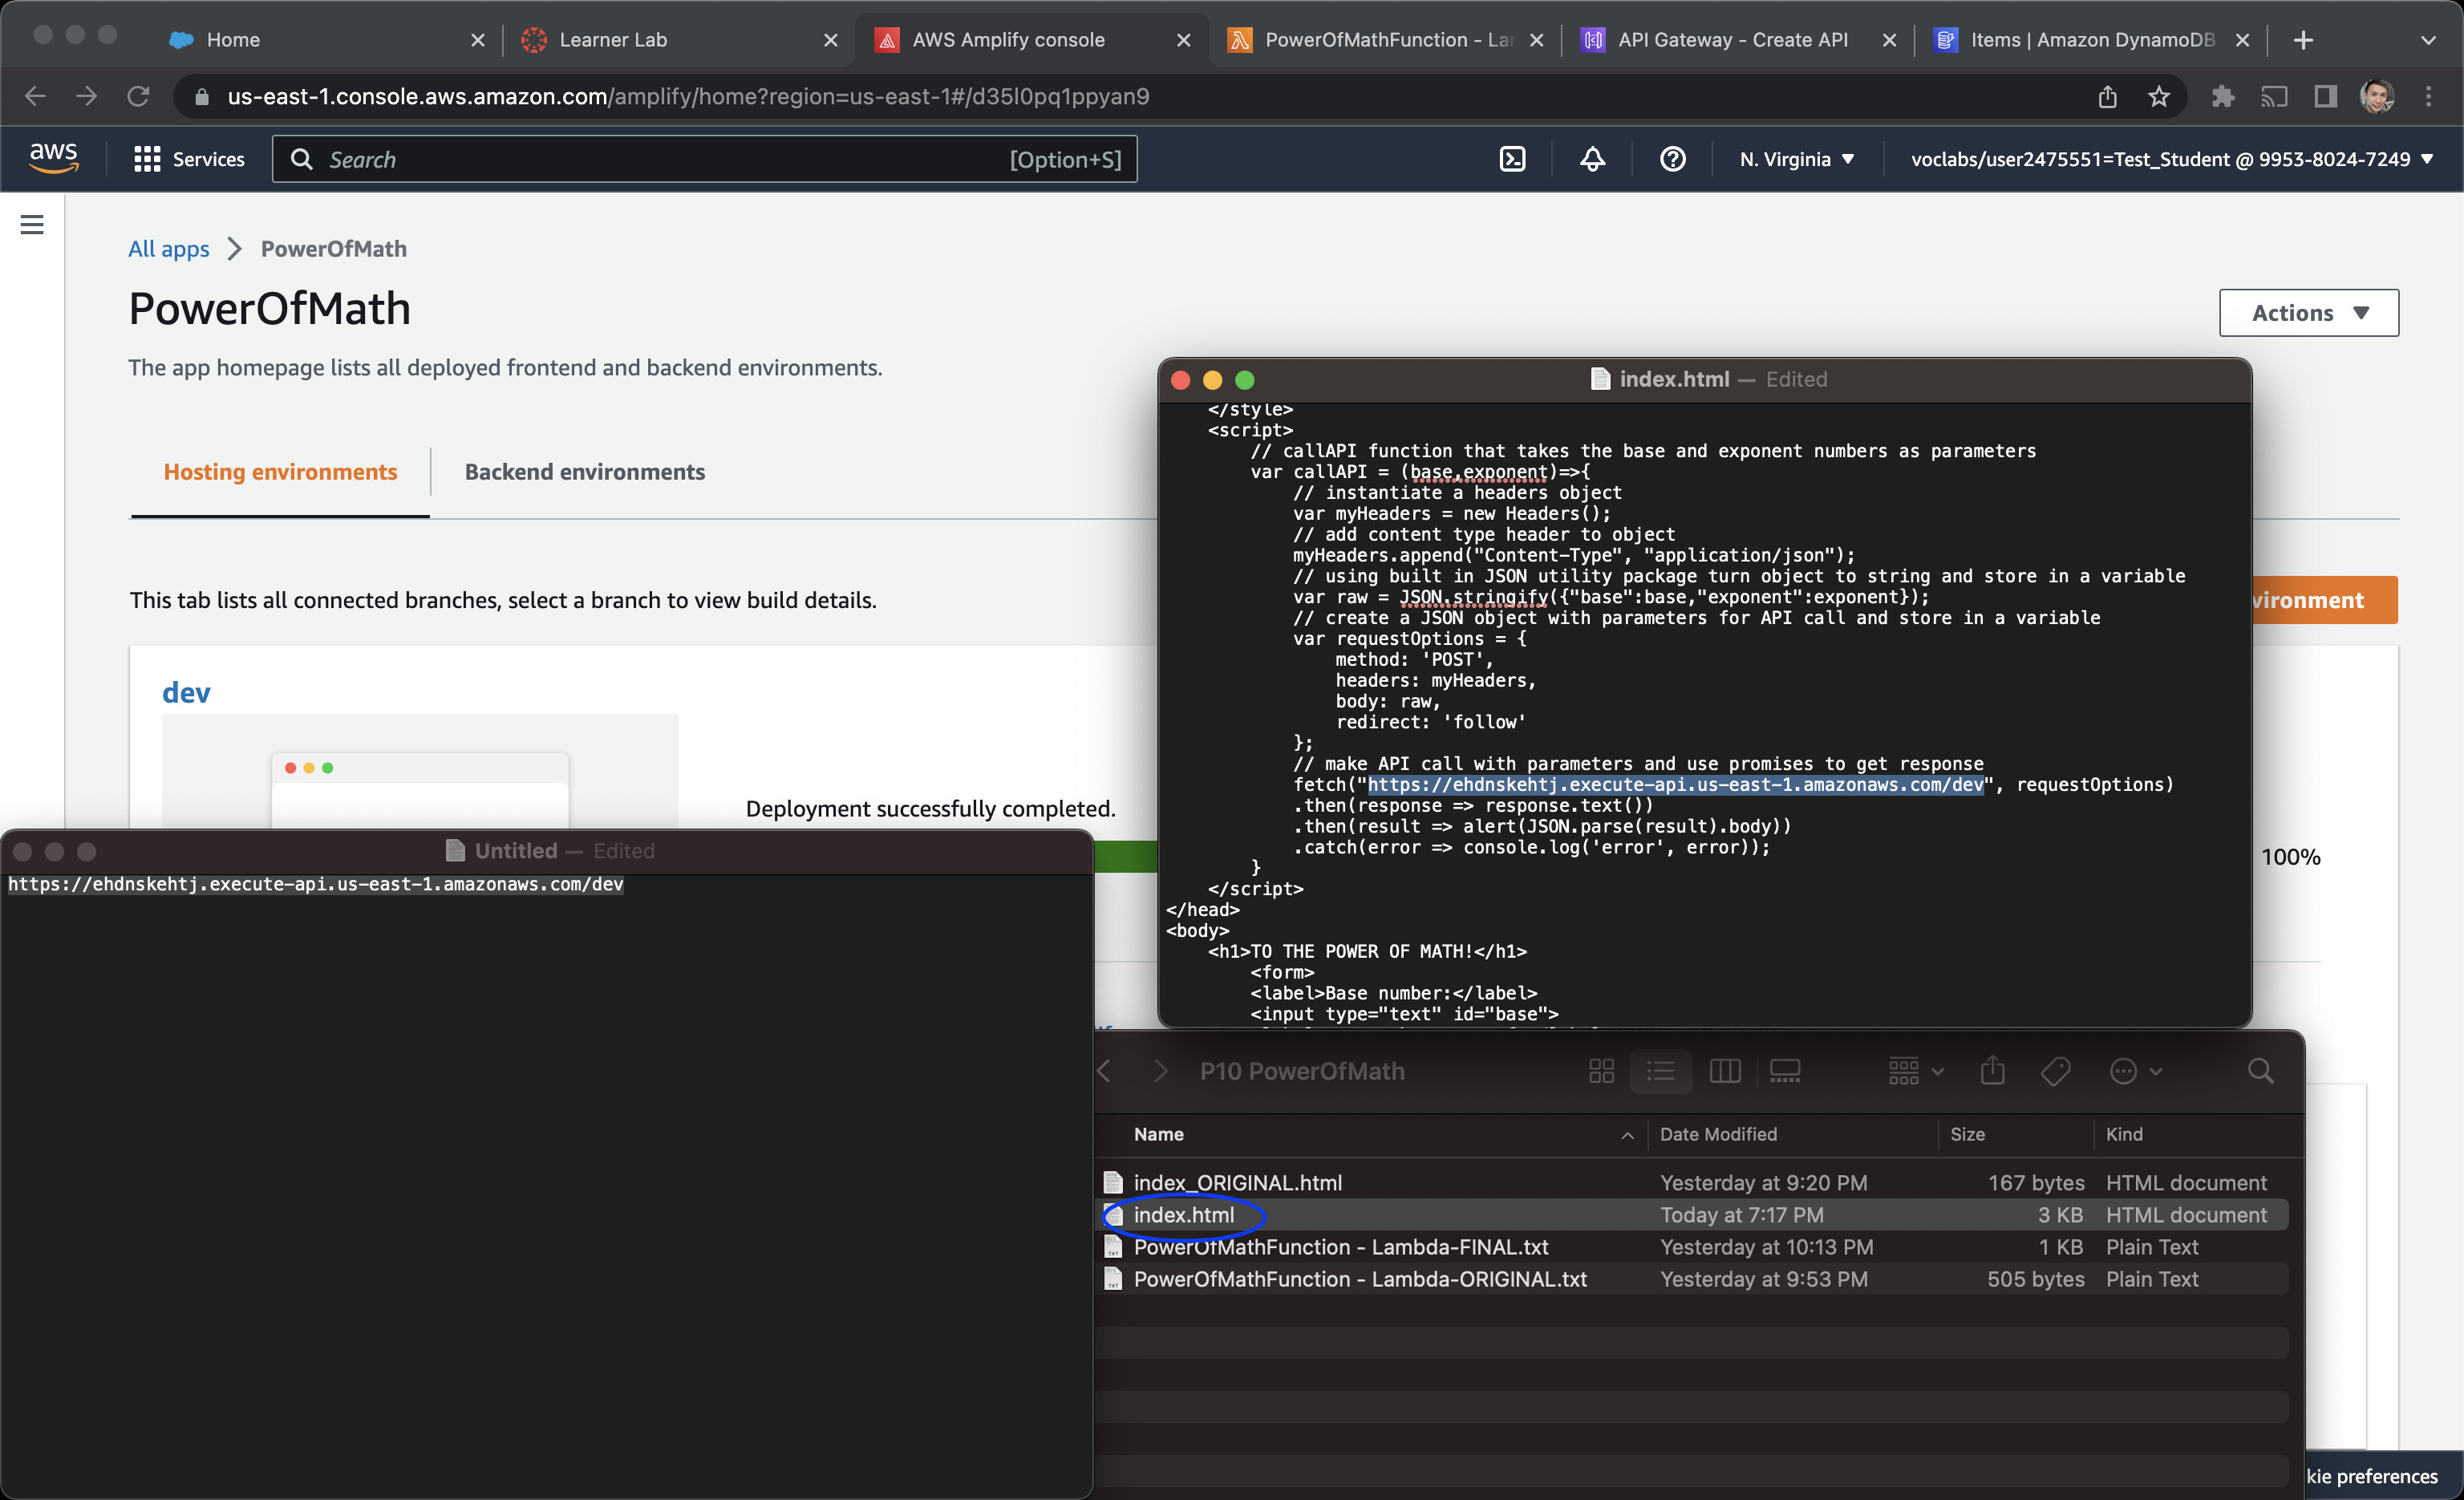 Home
Learner Lab
AWS Amplify console
PowerOfMathFunction - La
API Gateway - Create API
Items | Amazon DynamoDB
us-east-1.console.aws.amazon.com/amplify/home?region=us-east-1#/d35l0pq1ppyan9
aws
Services
Search
[Option+S]
N. Virginia
voclabs/user2475551=Test_Student @ 9953-8024-7249
All apps
PowerOfMath
PowerOfMath
Actions
The app homepage lists all deployed frontend and backend environments.
Hosting environments
Backend environments
This tab lists all connected branches, select a branch to view build details.
vironment
dev
Deployment successfully completed.
100%
index.html — Edited
</style>
<script>
// callAPI function that takes the base and exponent numbers as parameters
var callAPI = (base,exponent)=>{
// instantiate a headers object
var myHeaders = new Headers();
// add content type header to object
myHeaders.append("Content-Type", "application/json");
// using built in JSON utility package turn object to string and store in a variable
var raw = JSON.stringify({"base":base,"exponent":exponent});
// create a JSON object with parameters for API call and store in a variable
var requestOptions = {
method: 'POST',
headers: myHeaders,
body: raw,
redirect: 'follow'
};
// make API call with parameters and use promises to get response
fetch("https://ehdnskehtj.execute-api.us-east-1.amazonaws.com/dev", requestOptions)
.then(response => response.text())
.then(result => alert(JSON.parse(result).body))
.catch(error => console.log('error', error));
}
</script>
</head>
<body>
<h1>TO THE POWER OF MATH!</h1>
<form>
<label>Base number:</label>
<input type="text" id="base">
Untitled — Edited
https://ehdnskehtj.execute-api.us-east-1.amazonaws.com/dev
P10 PowerOfMath
Name
Date Modified
Size
Kind
index_ORIGINAL.html
Yesterday at 9:20 PM
167 bytes
HTML document
index.html
Today at 7:17 PM
3 KB
HTML document
PowerOfMathFunction - Lambda-FINAL.txt
Yesterday at 10:13 PM
1 KB
Plain Text
PowerOfMathFunction - Lambda-ORIGINAL.txt
Yesterday at 9:53 PM
505 bytes
Plain Text
kie preferences